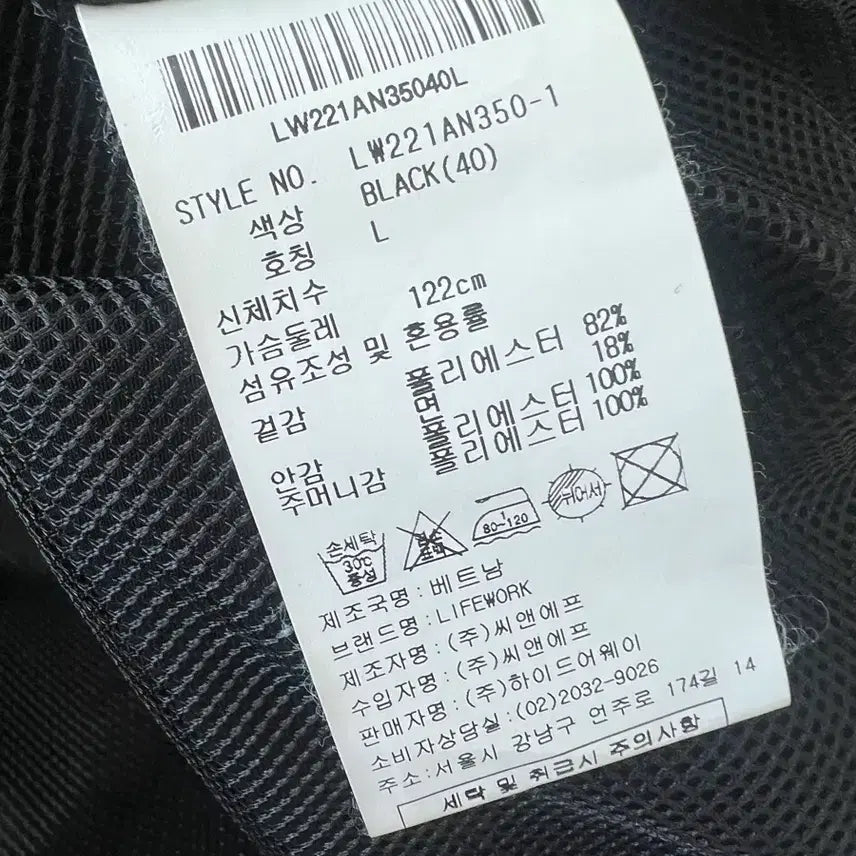 LW221AN35040L
STYLE NO. LW221AN350-1
색상 BLACK(40)
호칭 L
신체치수
가슴둘레 122cm
섬유조성 및 혼용률
겉감 폴리에스터 82%
면 18%
안감 폴리에스터 100%
주머니감 폴리에스터 100%
손세탁 30℃ 중성
염소 표백
80~120
뉘어서
제조국명:베트남
브랜드명:LIFEWORK
제조자명:(주)씨앤에프
수입자명:(주)씨앤에프
판매자명:(주)하이드어웨이
소비자상담실:(02)2032-9026
주소:서울시 강남구 언주로 174길 14
세탁 및 취급시 주의사항